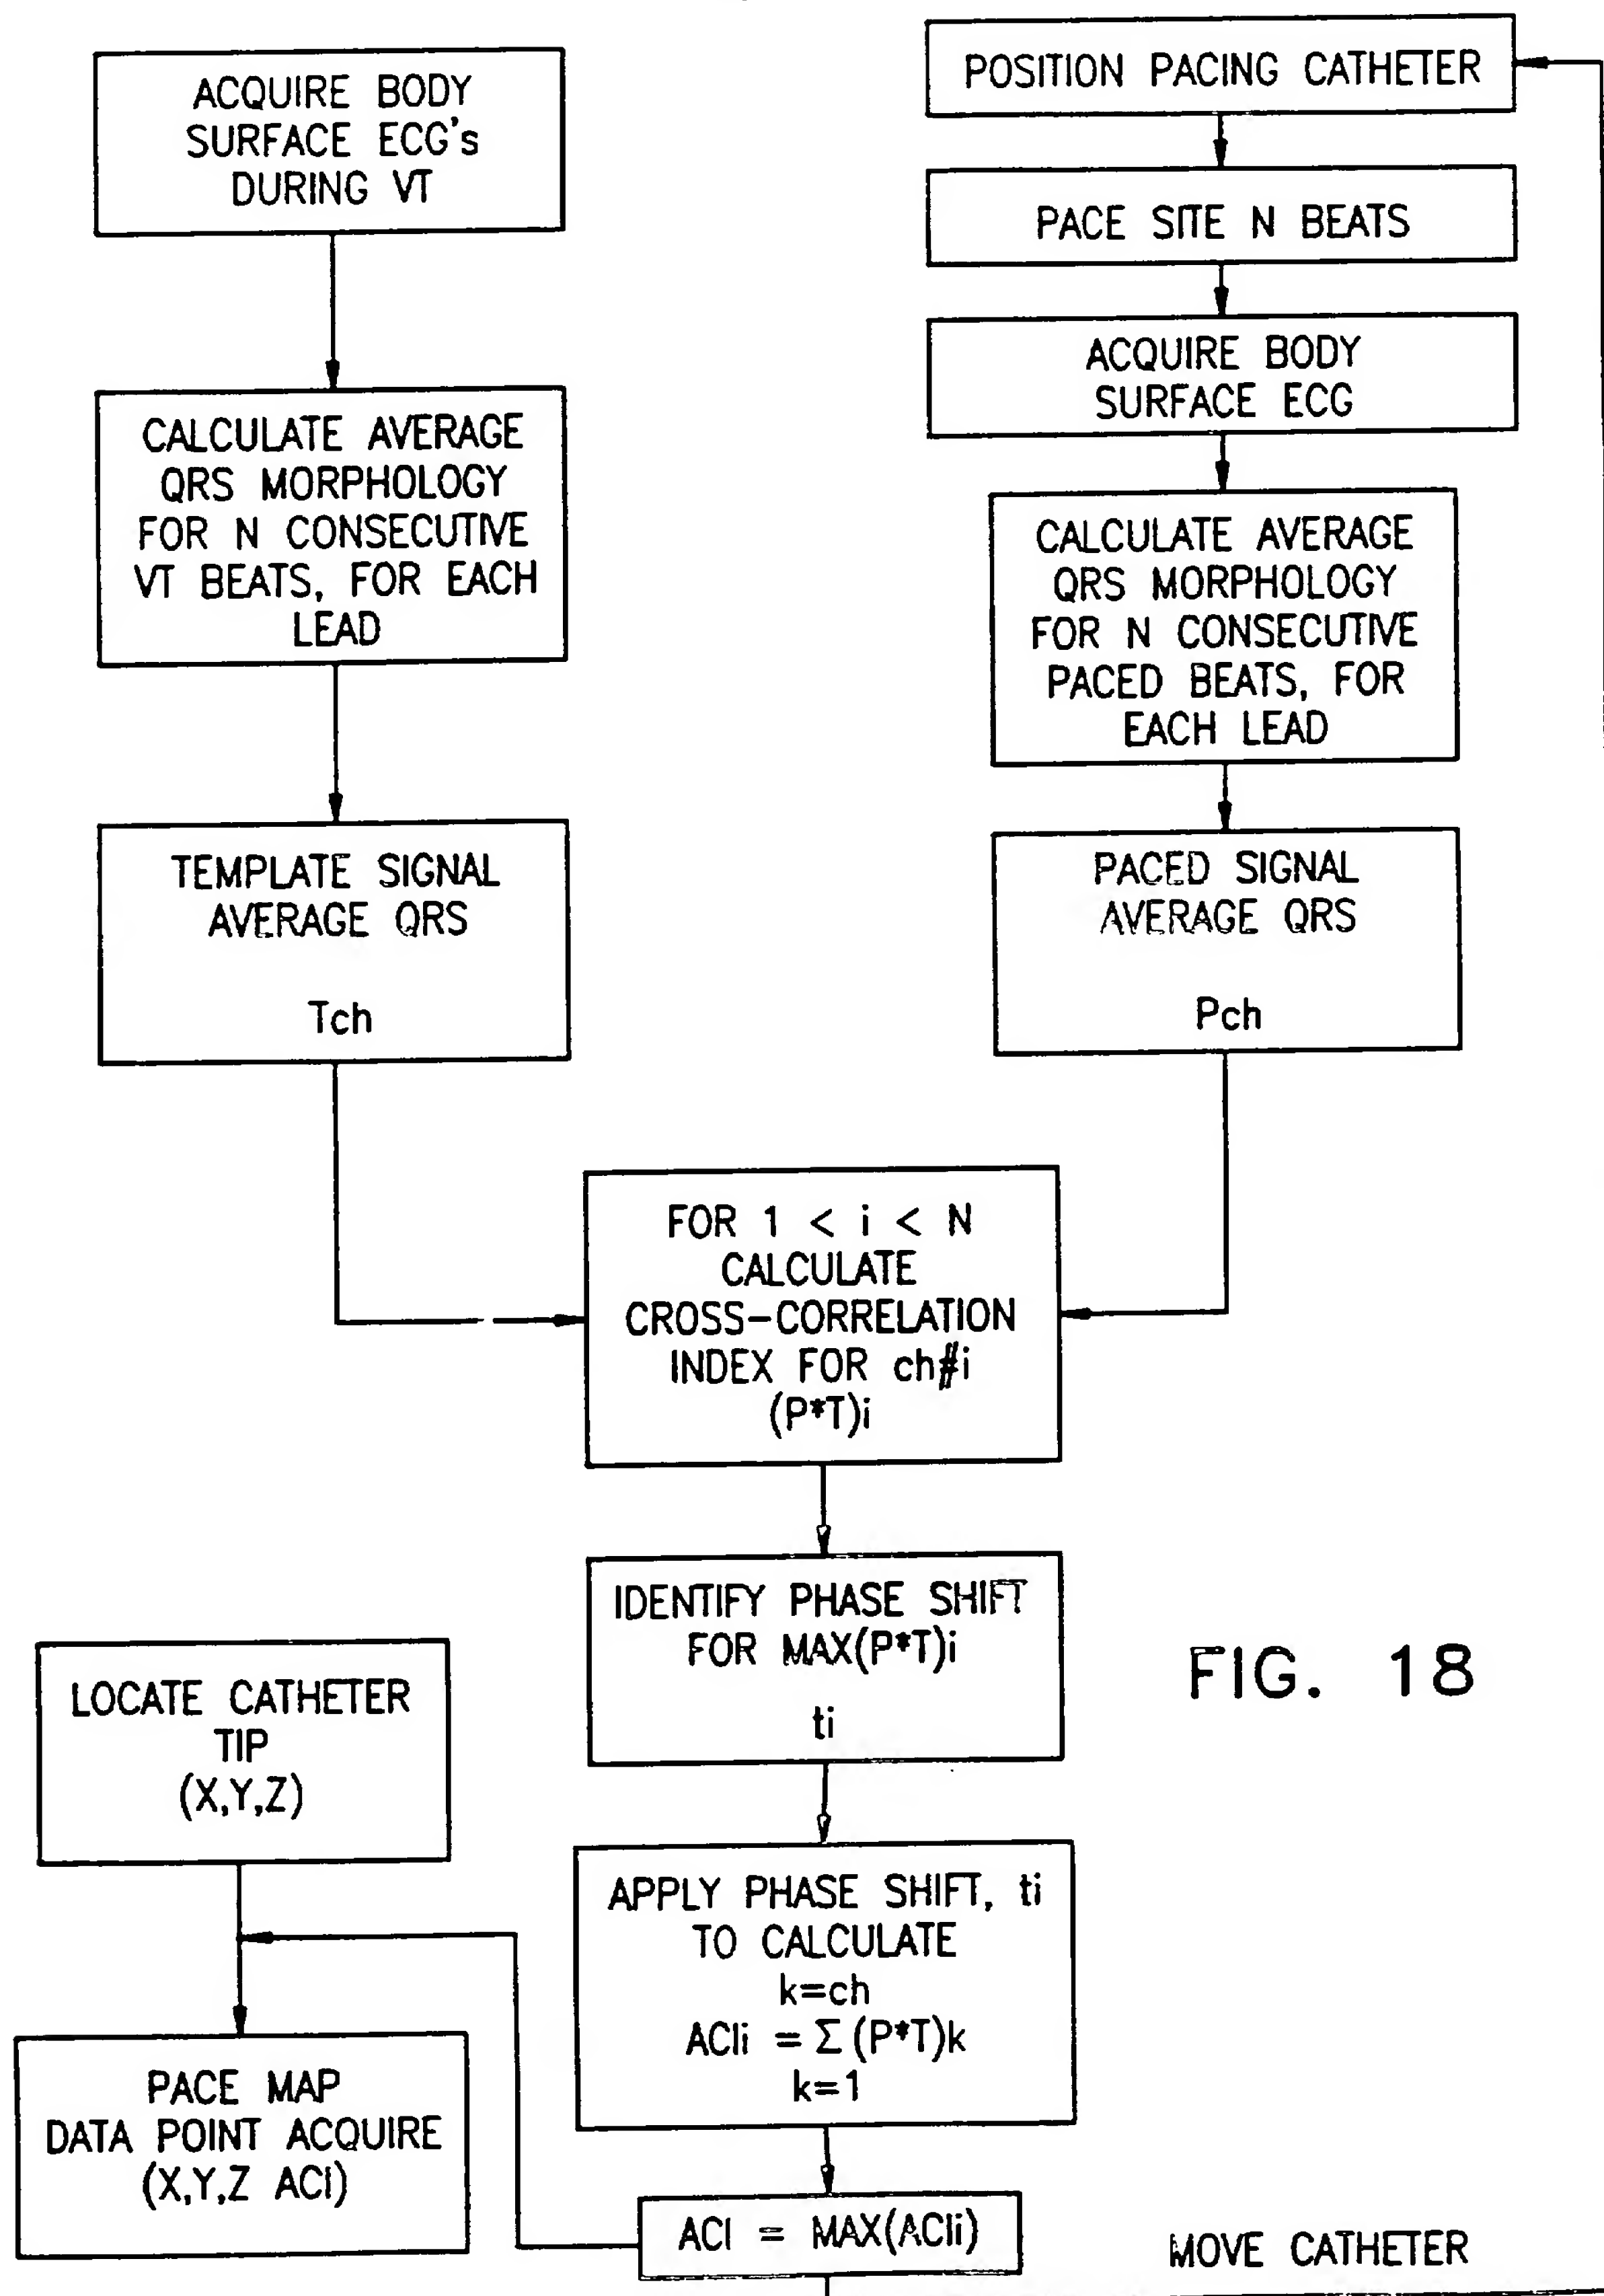 ACQUIRE BODY
SURFACE ECG's
DURING VT
CALCULATE AVERAGE
QRS MORPHOLOGY
FOR N CONSECUTIVE
VT BEATS, FOR EACH
LEAD
TEMPLATE SIGNAL
AVERAGE QRS
Tch
POSITION PACING CATHETER
PACE SITE N BEATS
ACQUIRE BODY
SURFACE ECG
CALCULATE AVERAGE
QRS MORPHOLOGY
FOR N CONSECUTIVE
PACED BEATS, FOR
EACH LEAD
PACED SIGNAL
AVERAGE QRS
Pch
FOR 1 < i < N
CALCULATE
CROSS-CORRELATION
INDEX FOR ch#i
(P*T)i
IDENTIFY PHASE SHIFT
FOR MAX(P*T)i
ti
FIG. 18
LOCATE CATHETER
TIP
(X,Y,Z)
APPLY PHASE SHIFT, ti
TO CALCULATE
k=ch
ACIi = Σ(P*T)k
k=1
PACE MAP
DATA POINT ACQUIRE
(X,Y,Z ACI)
ACI = MAX(ACIi)
MOVE CATHETER